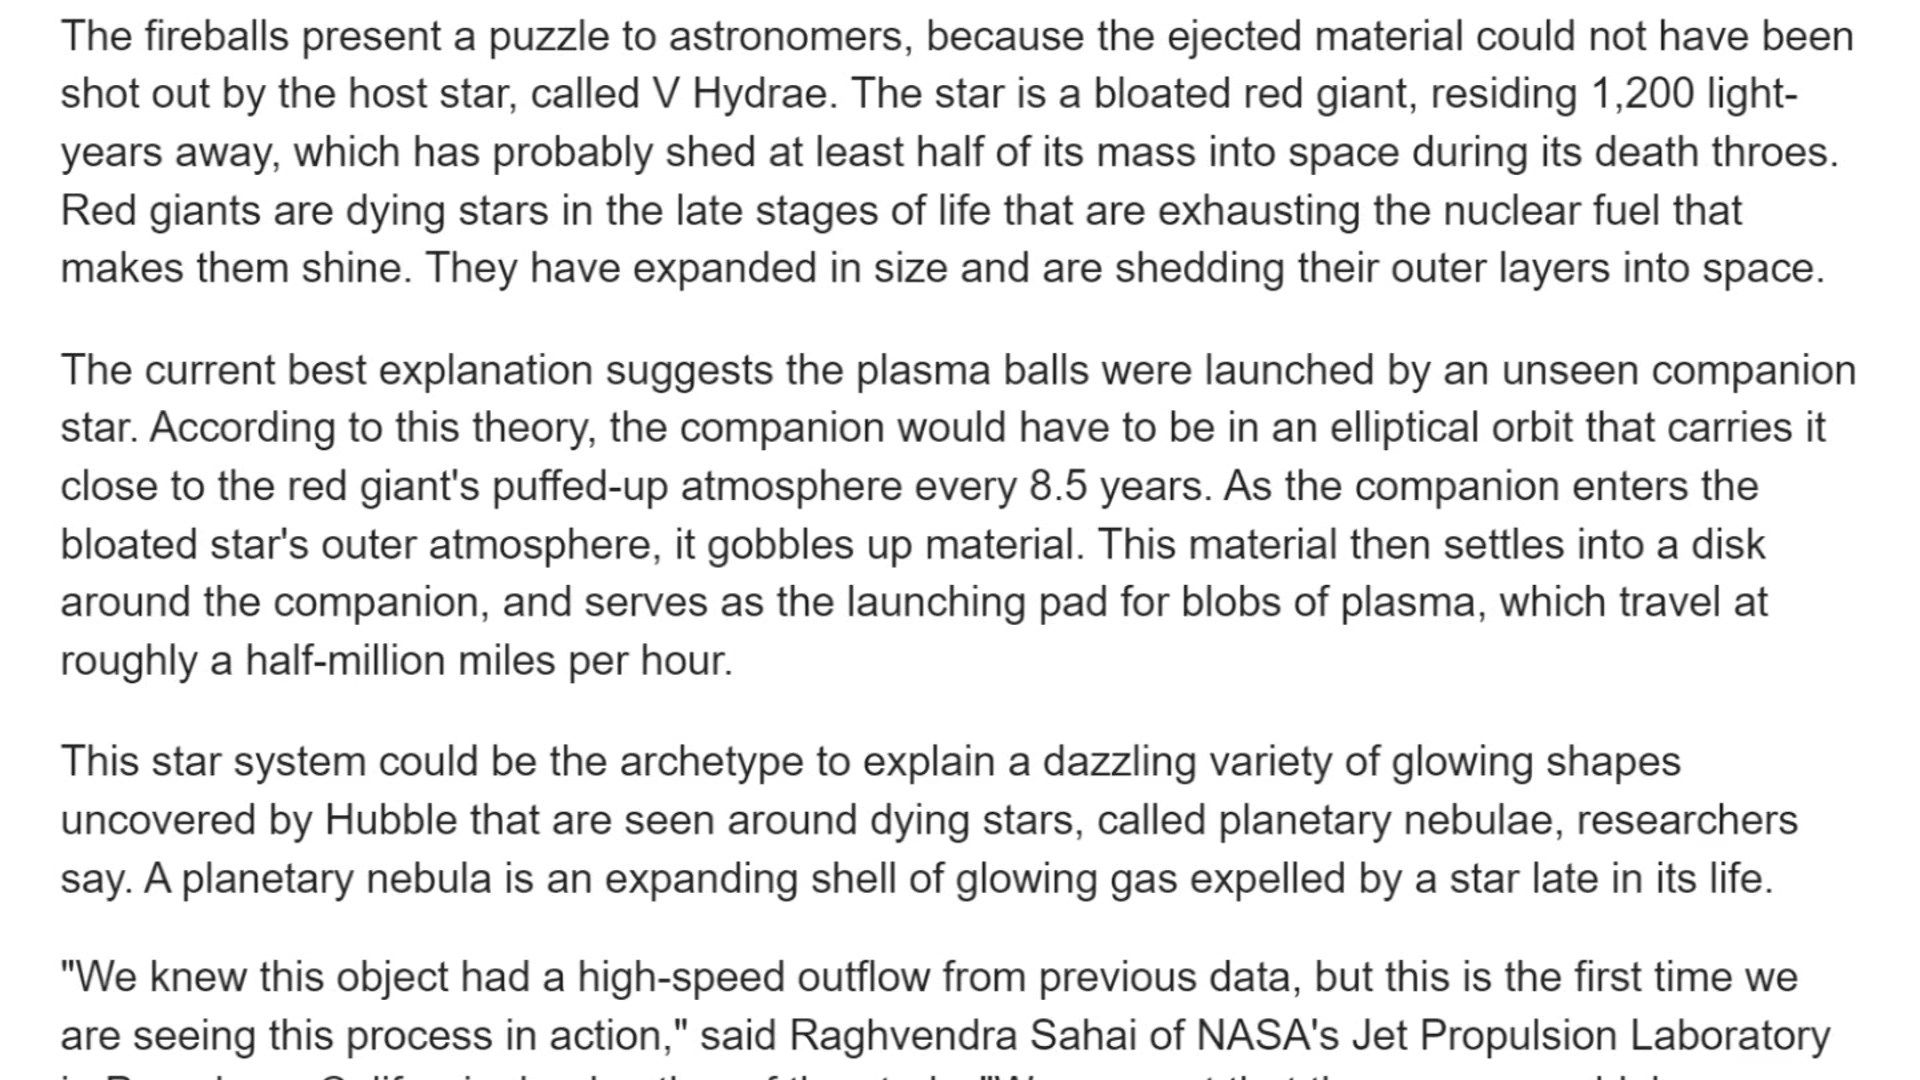 The fireballs present a puzzle to astronomers, because the ejected material could not have been
shot out by the host star, called V Hydrae. The star is a bloated red giant, residing 1,200 light-
years away, which has probably shed at least half of its mass into space during its death throes.
Red giants are dying stars in the late stages of life that are exhausting the nuclear fuel that
makes them shine. They have expanded in size and are shedding their outer layers into space.
The current best explanation suggests the plasma balls were launched by an unseen companion
star. According to this theory, the companion would have to be in an elliptical orbit that carries it
close to the red giant's puffed-up atmosphere every 8.5 years. As the companion enters the
bloated star's outer atmosphere, it gobbles up material. This material then settles into a disk
around the companion, and serves as the launching pad for blobs of plasma, which travel at
roughly a half-million miles per hour.
This star system could be the archetype to explain a dazzling variety of glowing shapes
uncovered by Hubble that are seen around dying stars, called planetary nebulae, researchers
say. A planetary nebula is an expanding shell of glowing gas expelled by a star late in its life.
"We knew this object had a high-speed outflow from previous data, but this is the first time we
are seeing this process in action," said Raghvendra Sahai of NASA's Jet Propulsion Laboratory